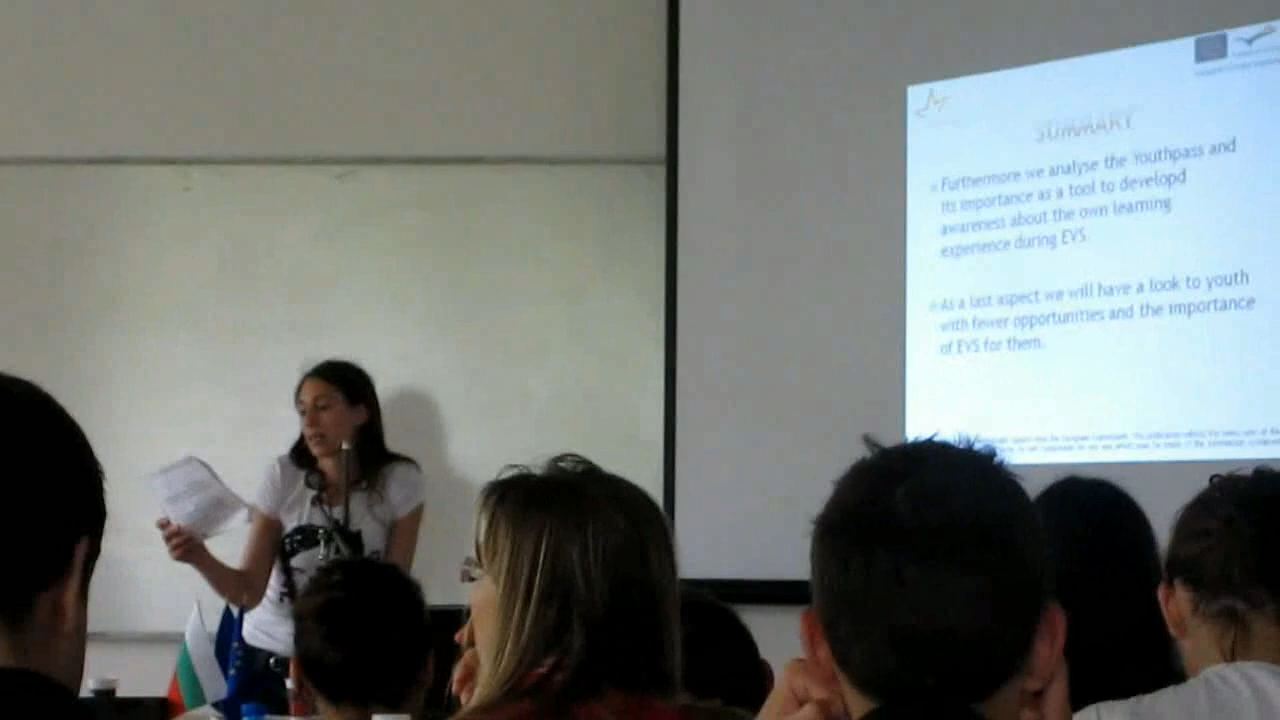 SUMMARY
Furthermore we analyse the Youthpass and
its importance as a tool to developd
awareness about the own learning
experience during EVS.
As a last aspect we will have a look to youth
with fewer opportunities and the importance
of EVS for them.